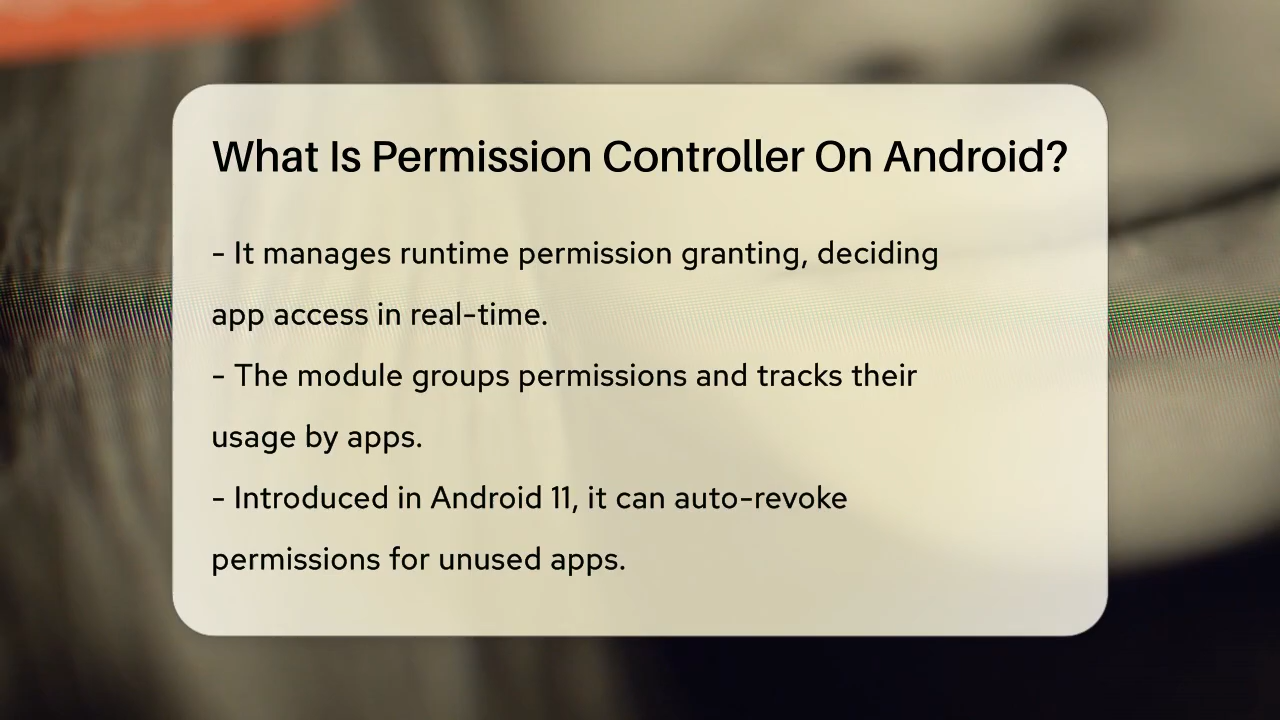 What Is Permission Controller On Android?
- It manages runtime permission granting, deciding
app access in real-time.
- The module groups permissions and tracks their
usage by apps.
- Introduced in Android 11, it can auto-revoke
permissions for unused apps.